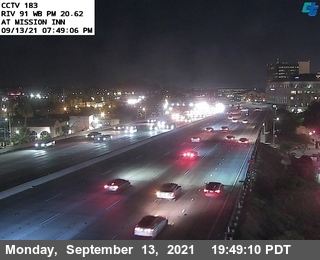 CCTV 183
RIV 91 WB PM 20.62
AT MISSION INN
09/13/21 07:49:06 PM
Monday, September 13, 2021 19:49:10 PDT